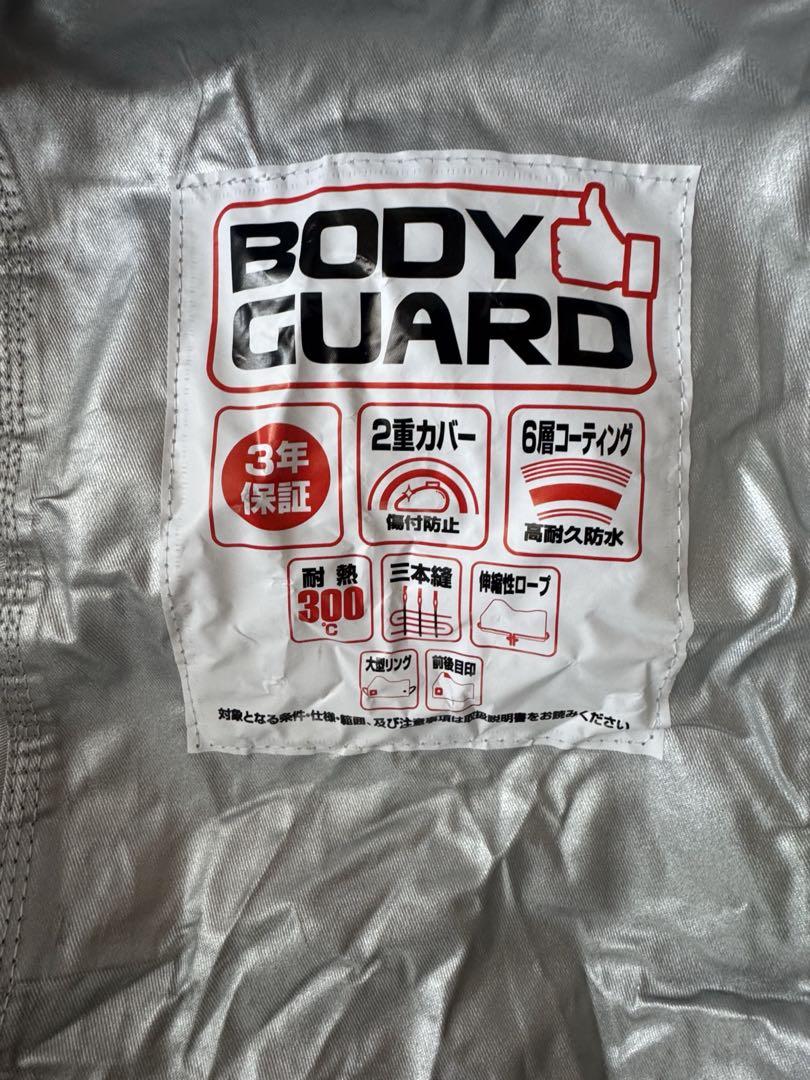 BODY
GUARD
3年
保証
2重カバー
傷付防止
6層コーティング
高耐久防水
耐熱
300
℃
三本縫
伸縮性ロープ
大型リング
前後目印
対象となる条件・仕様・範囲、及び注意事項は取扱説明書をお読みください